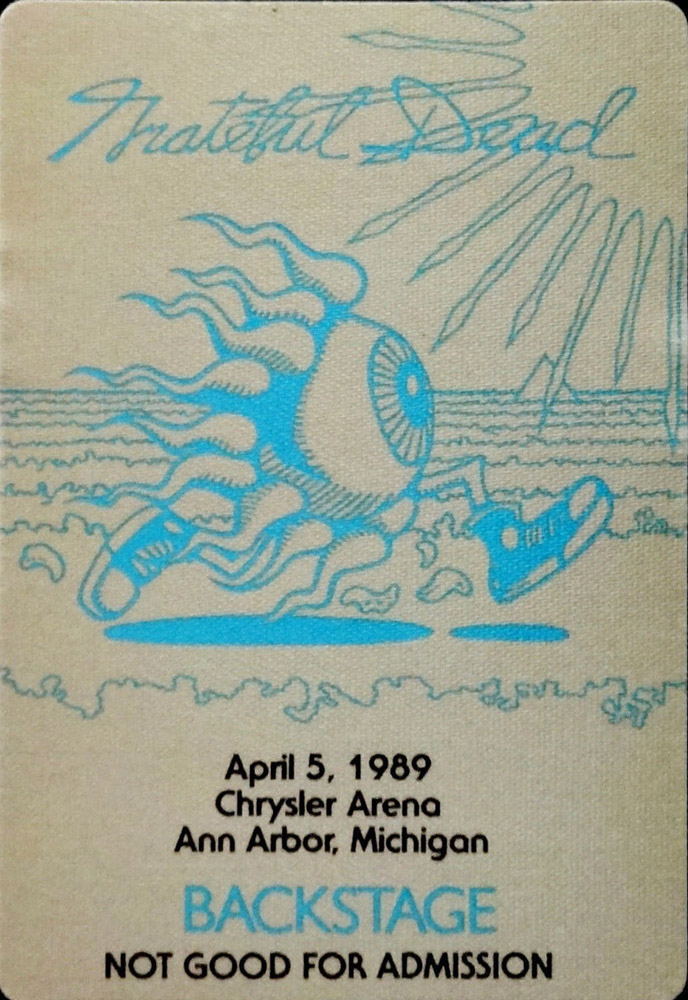 Grateful Dead
April 5, 1989
Chrysler Arena
Ann Arbor, Michigan
BACKSTAGE
NOT GOOD FOR ADMISSION